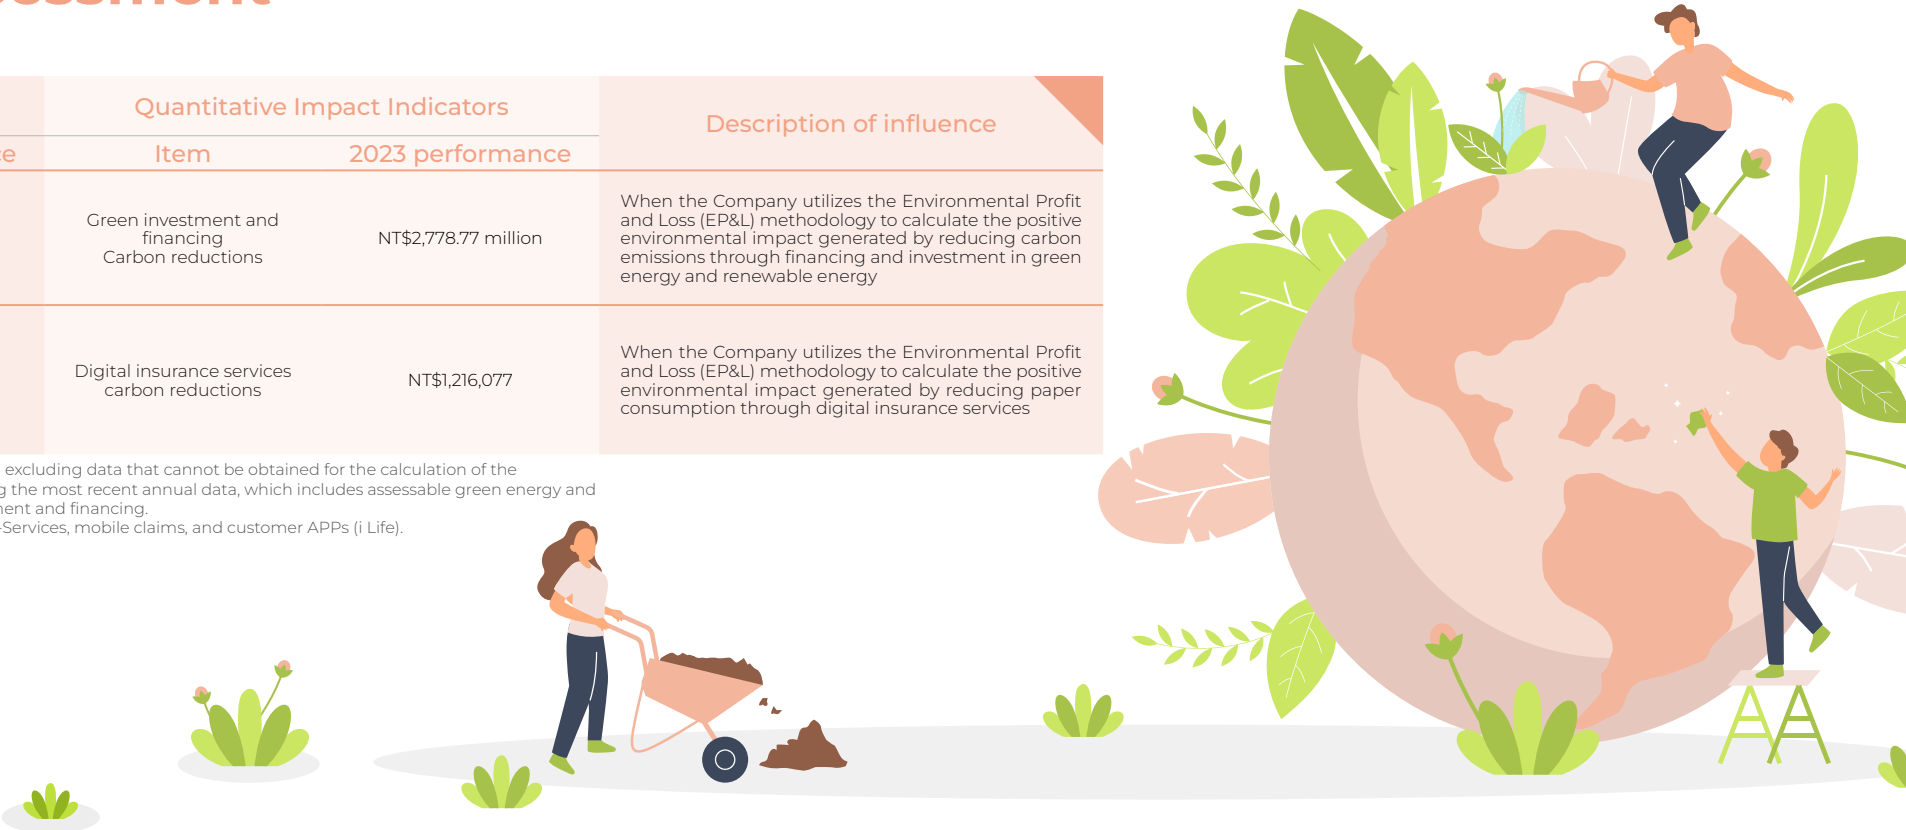 Quantitative Impact Indicators
Description of influence
Item
2023 performance
Green investment and
financing
Carbon reductions
NT$2,778.77 million
When the Company utilizes the Environmental Profit
and Loss (EP&L) methodology to calculate the positive
environmental impact generated by reducing carbon
emissions through financing and investment in green
energy and renewable energy
Digital insurance services
carbon reductions
NT$1,216,077
When the Company utilizes the Environmental Profit
and Loss (EP&L) methodology to calculate the positive
environmental impact generated by reducing paper
consumption through digital insurance services
excluding data that cannot be obtained for the calculation of the
the most recent annual data, which includes assessable green energy and
and financing.
-Services, mobile claims, and customer APPs (i Life).